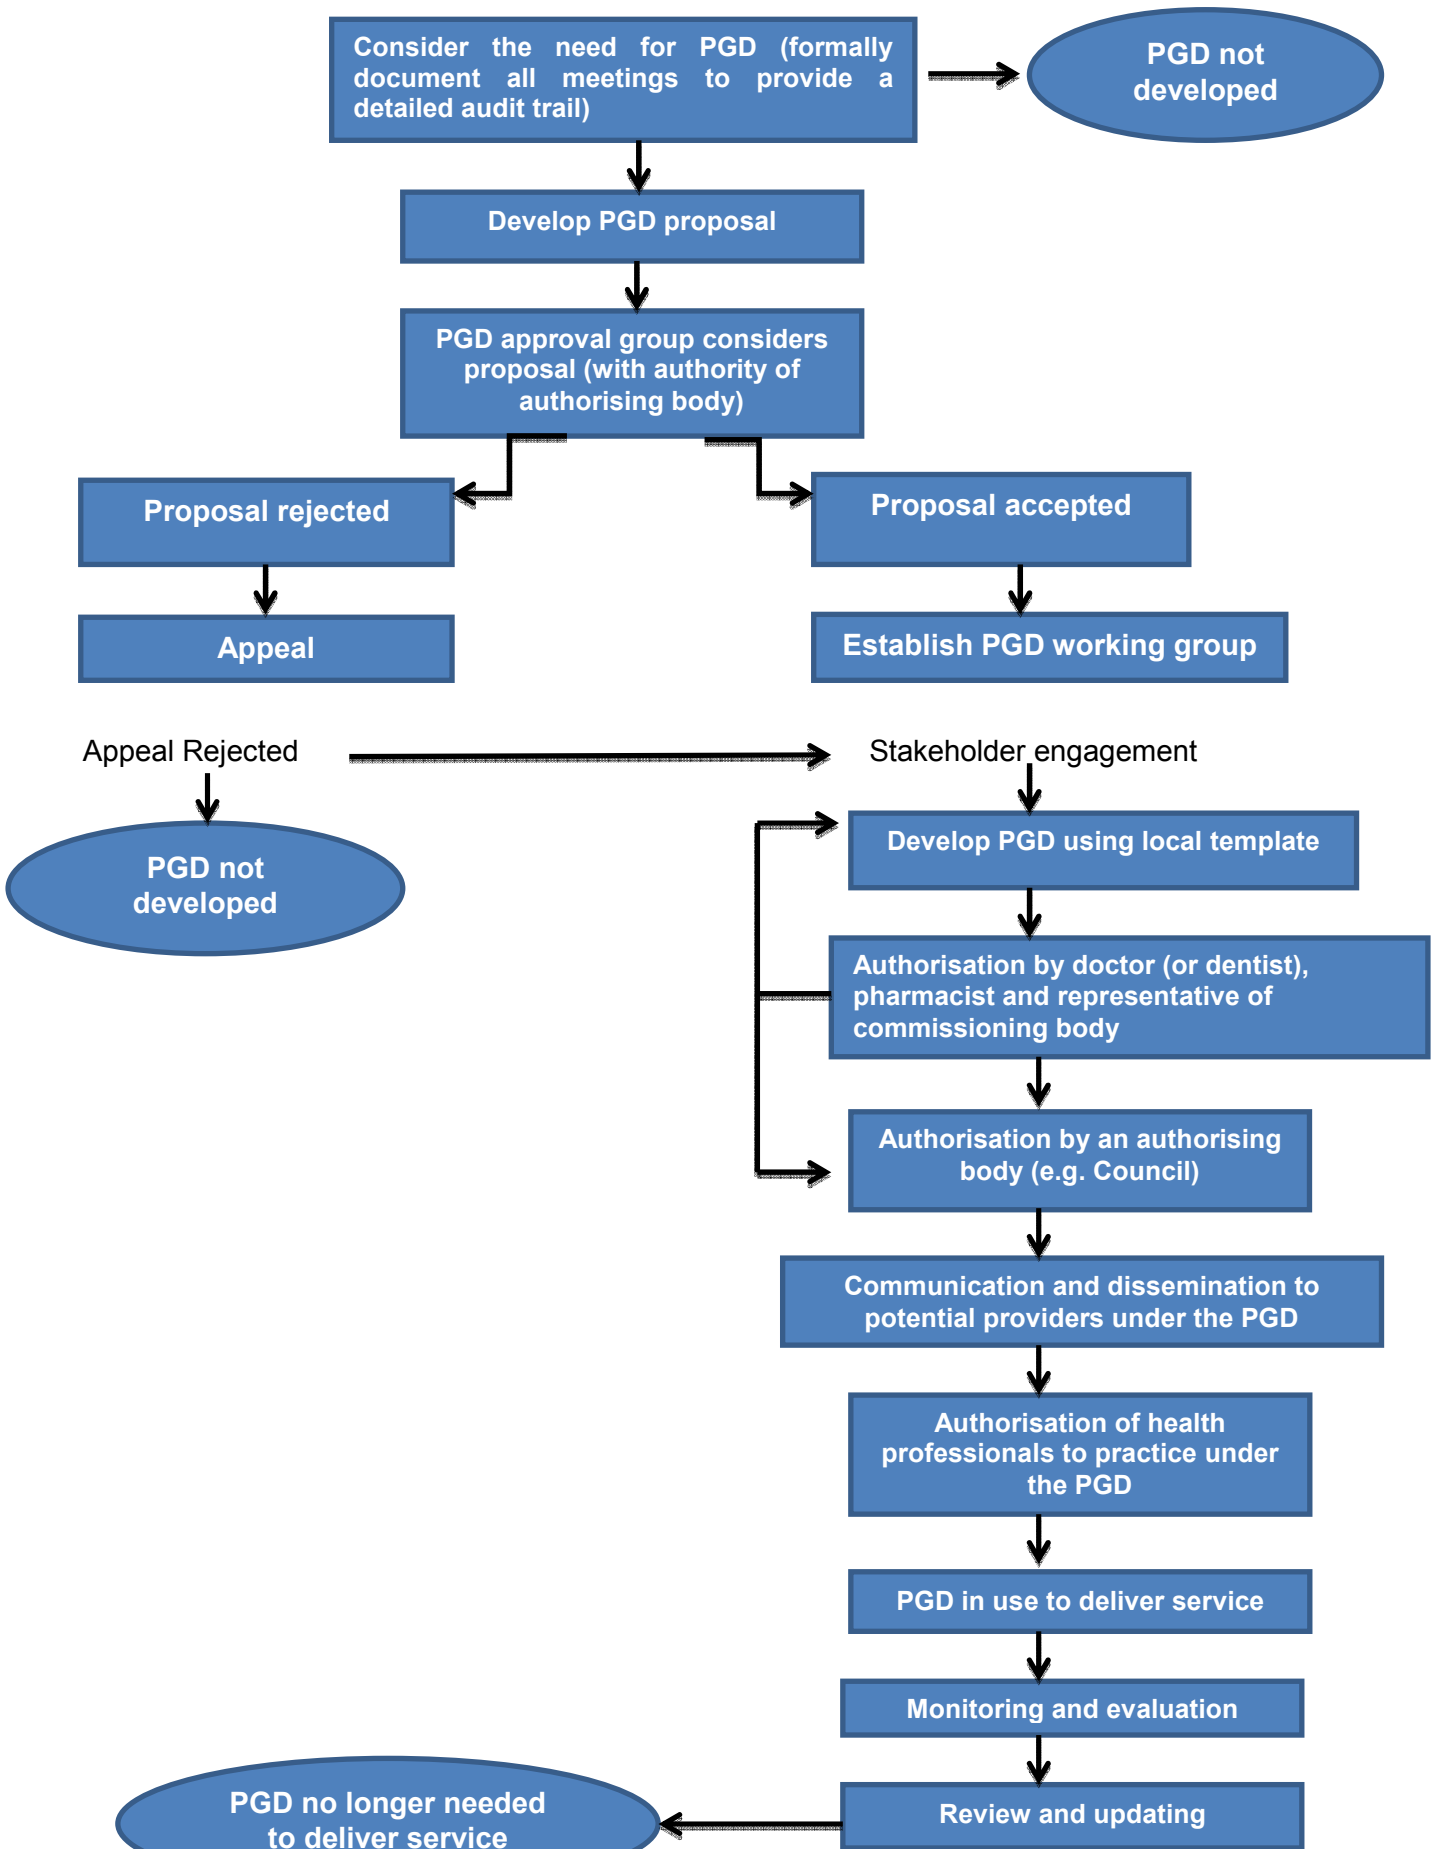 Consider the need for PGD (formally
document all meetings to provide a
detailed audit trail)
PGD not
developed
Develop PGD proposal
PGD approval group considers
proposal (with authority of
authorising body)
Proposal rejected
Proposal accepted
Appeal
Establish PGD working group
Appeal Rejected
Stakeholder engagement
PGD not
developed
Develop PGD using local template
Authorisation by doctor (or dentist),
pharmacist and representative of
commissioning body
Authorisation by an authorising
body (e.g. Council)
Communication and dissemination to
potential providers under the PGD
Authorisation of health
professionals to practice under
the PGD
PGD in use to deliver service
Monitoring and evaluation
Review and updating
PGD no longer needed
to deliver service